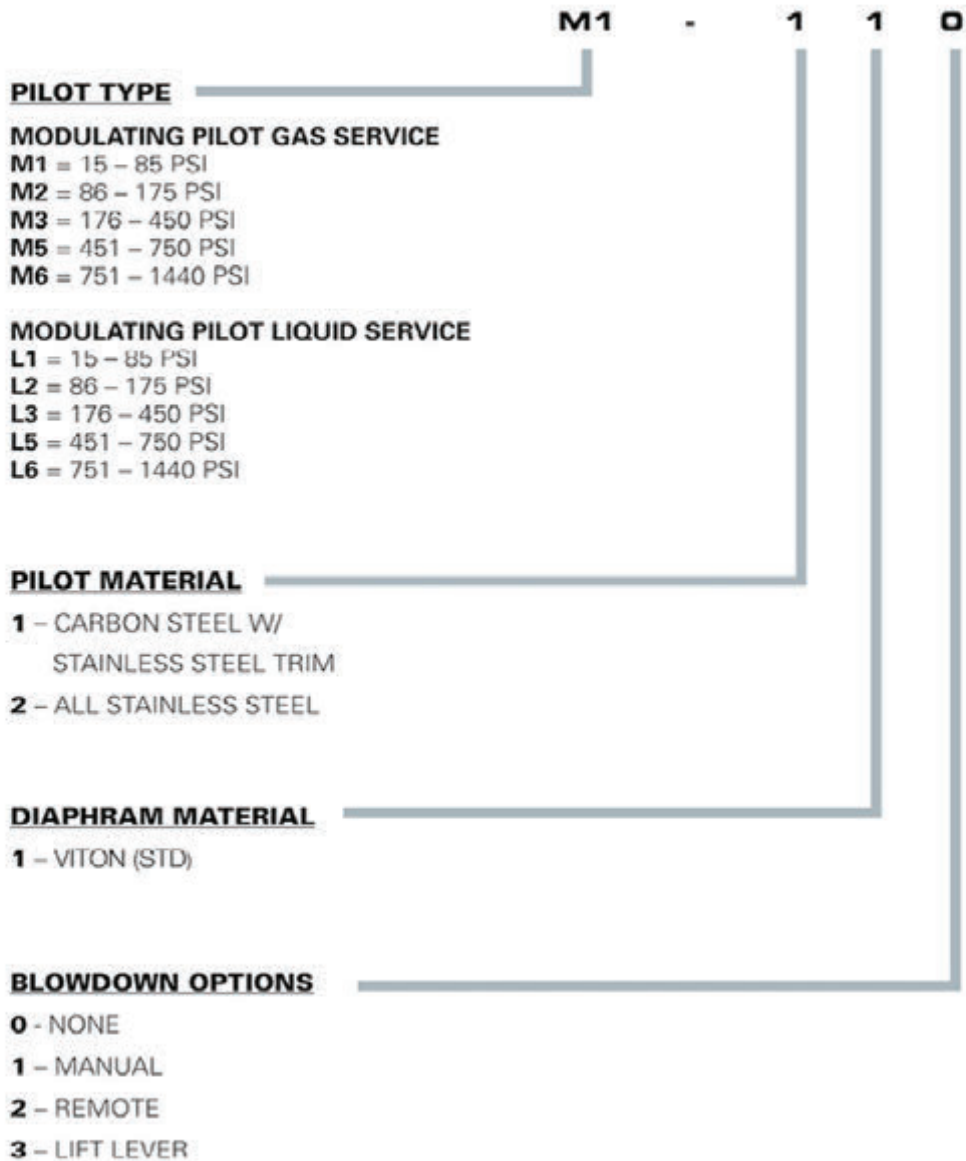 M1 - 1 1 0
PILOT TYPE
MODULATING PILOT GAS SERVICE
M1 = 15 – 85 PSI
M2 = 86 – 175 PSI
M3 = 176 – 450 PSI
M5 = 451 – 750 PSI
M6 = 751 – 1440 PSI
MODULATING PILOT LIQUID SERVICE
L1 = 15 – 85 PSI
L2 = 86 – 175 PSI
L3 = 176 – 450 PSI
L5 = 451 – 750 PSI
L6 = 751 – 1440 PSI
PILOT MATERIAL
1 – CARBON STEEL W/
STAINLESS STEEL TRIM
2 – ALL STAINLESS STEEL
DIAPHRAM MATERIAL
1 – VITON (STD)
BLOWDOWN OPTIONS
0 - NONE
1 – MANUAL
2 – REMOTE
3 – LIFT LEVER